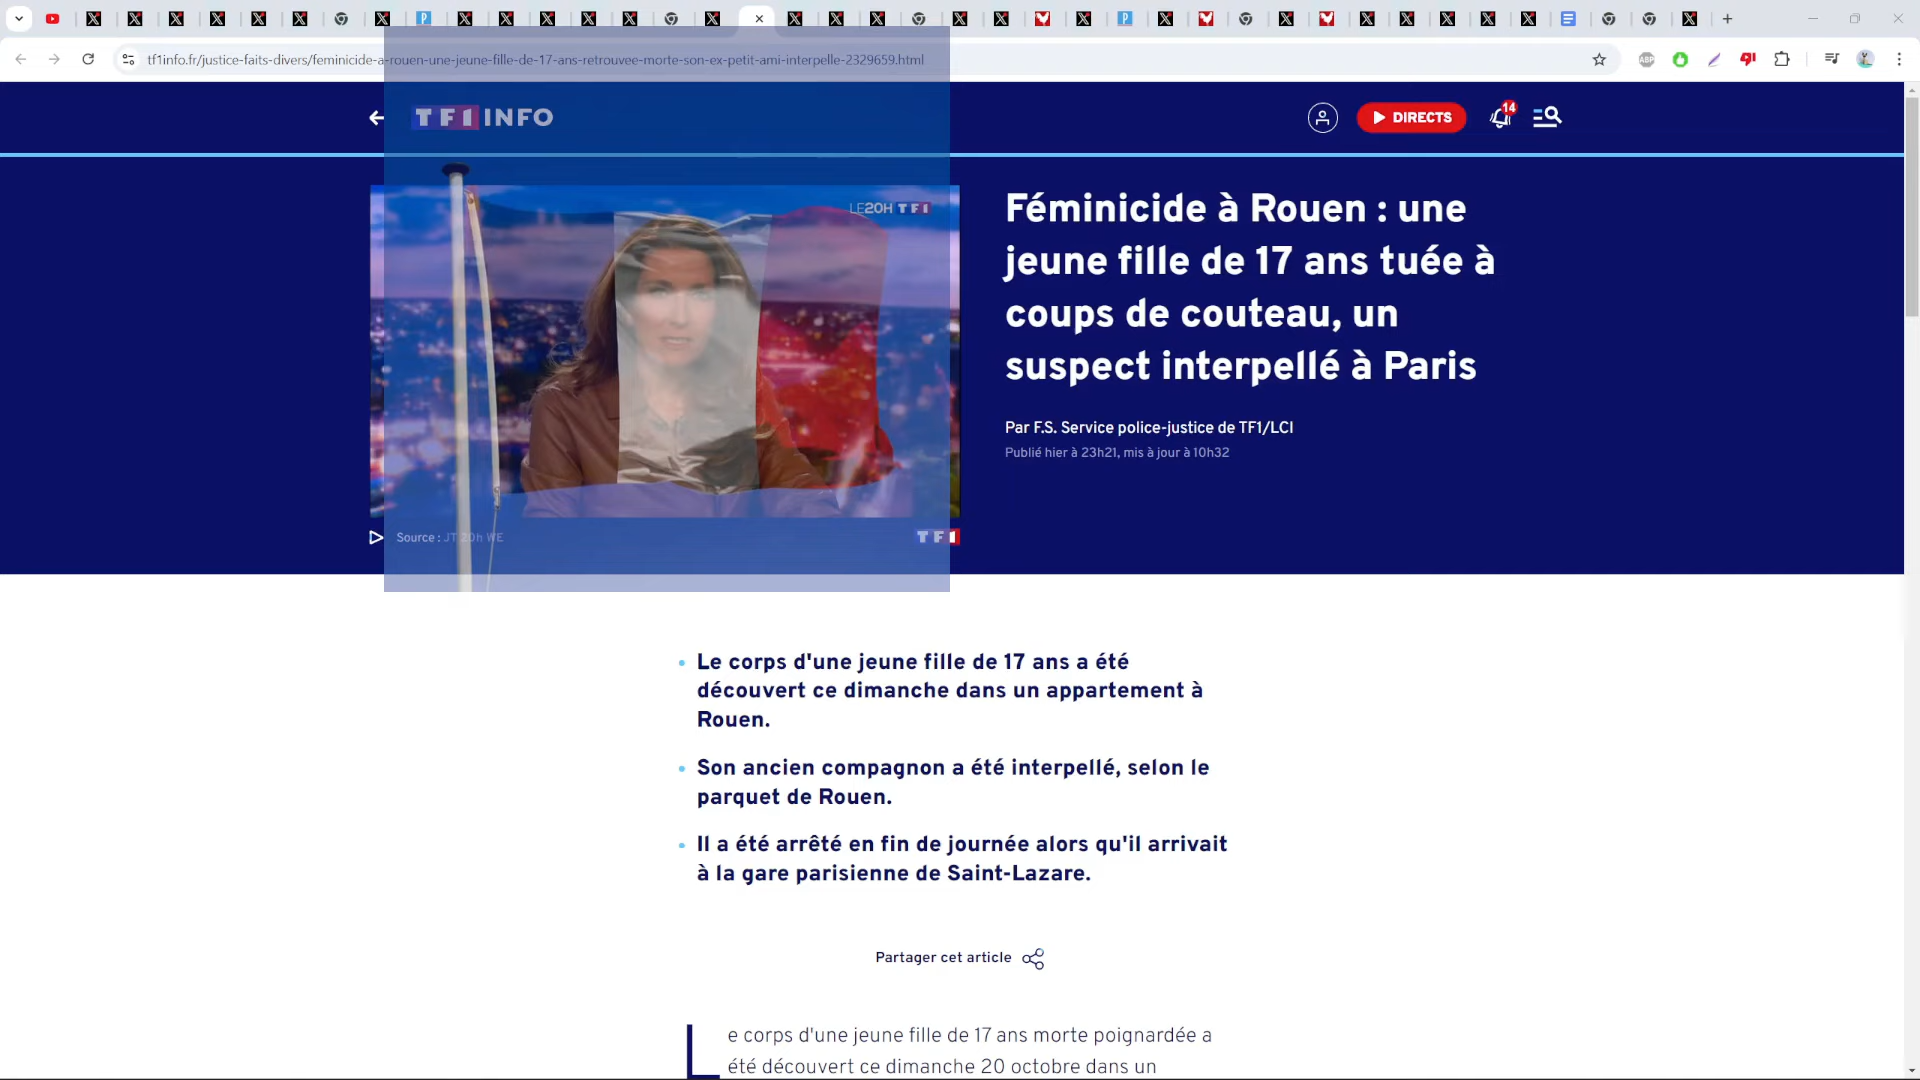 tf1info.fr/justice-faits-divers/feminicide-a-rouen-une-jeune-fille-de-17-ans-retrouvee-morte-son-ex-petit-ami-interpelle-2329659.html
ABP
TF1 INFO
DIRECTS
14
LE20H TF1
Féminicide à Rouen : une
jeune fille de 17 ans tuée à
coups de couteau, un
suspect interpellé à Paris
Par F.S. Service police-justice de TF1/LCI
Publié hier à 23h21, mis à jour à 10h32
Source : JT 20h WE
TF1
• Le corps d'une jeune fille de 17 ans a été
découvert ce dimanche dans un appartement à
Rouen.
• Son ancien compagnon a été interpellé, selon le
parquet de Rouen.
• Il a été arrêté en fin de journée alors qu'il arrivait
à la gare parisienne de Saint-Lazare.
Partager cet article
Le corps d'une jeune fille de 17 ans morte poignardée a
été découvert ce dimanche 20 octobre dans un